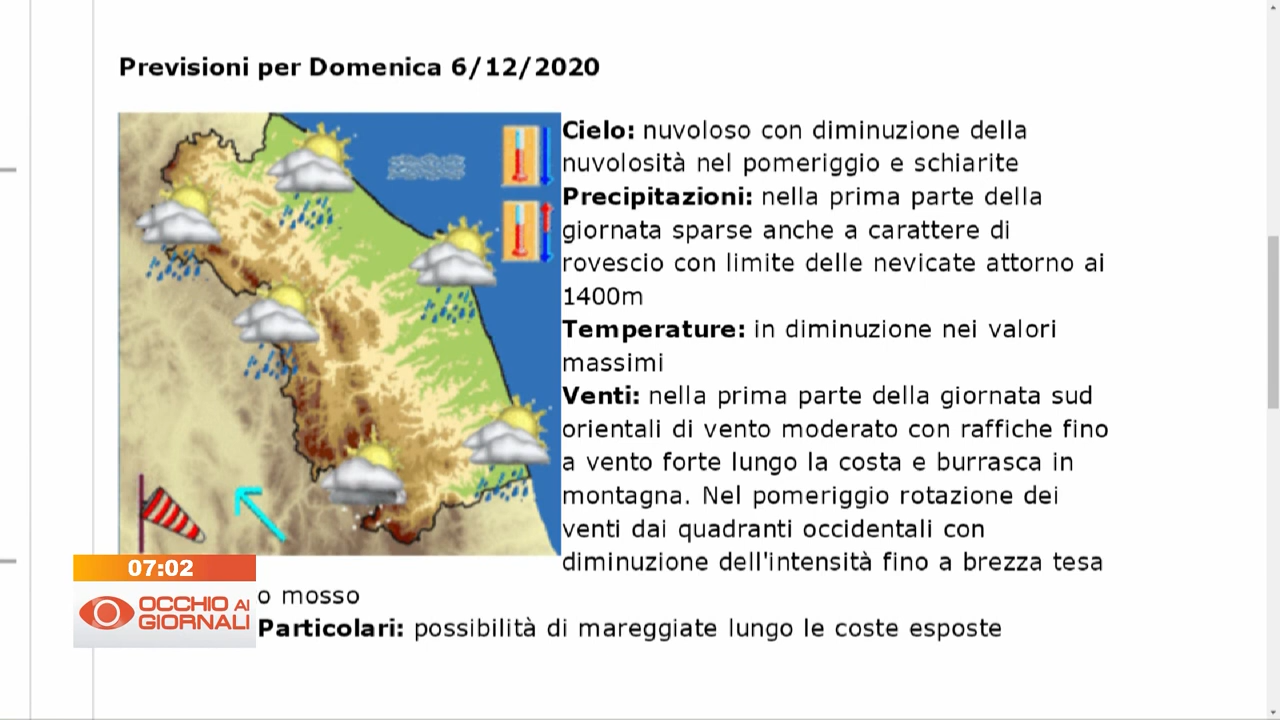 Previsioni per Domenica 6/12/2020
Cielo: nuvoloso con diminuzione della
nuvolosità nel pomeriggio e schiarite
Precipitazioni: nella prima parte della
giornata sparse anche a carattere di
rovescio con limite delle nevicate attorno ai
1400m
Temperature: in diminuzione nei valori
massimi
Venti: nella prima parte della giornata sud
orientali di vento moderato con raffiche fino
a vento forte lungo la costa e burrasca in
montagna. Nel pomeriggio rotazione dei
venti dai quadranti occidentali con
diminuzione dell'intensità fino a brezza tesa
o mosso
Particolari: possibilità di mareggiate lungo le coste esposte
07:02
OCCHIO AI
GIORNALI